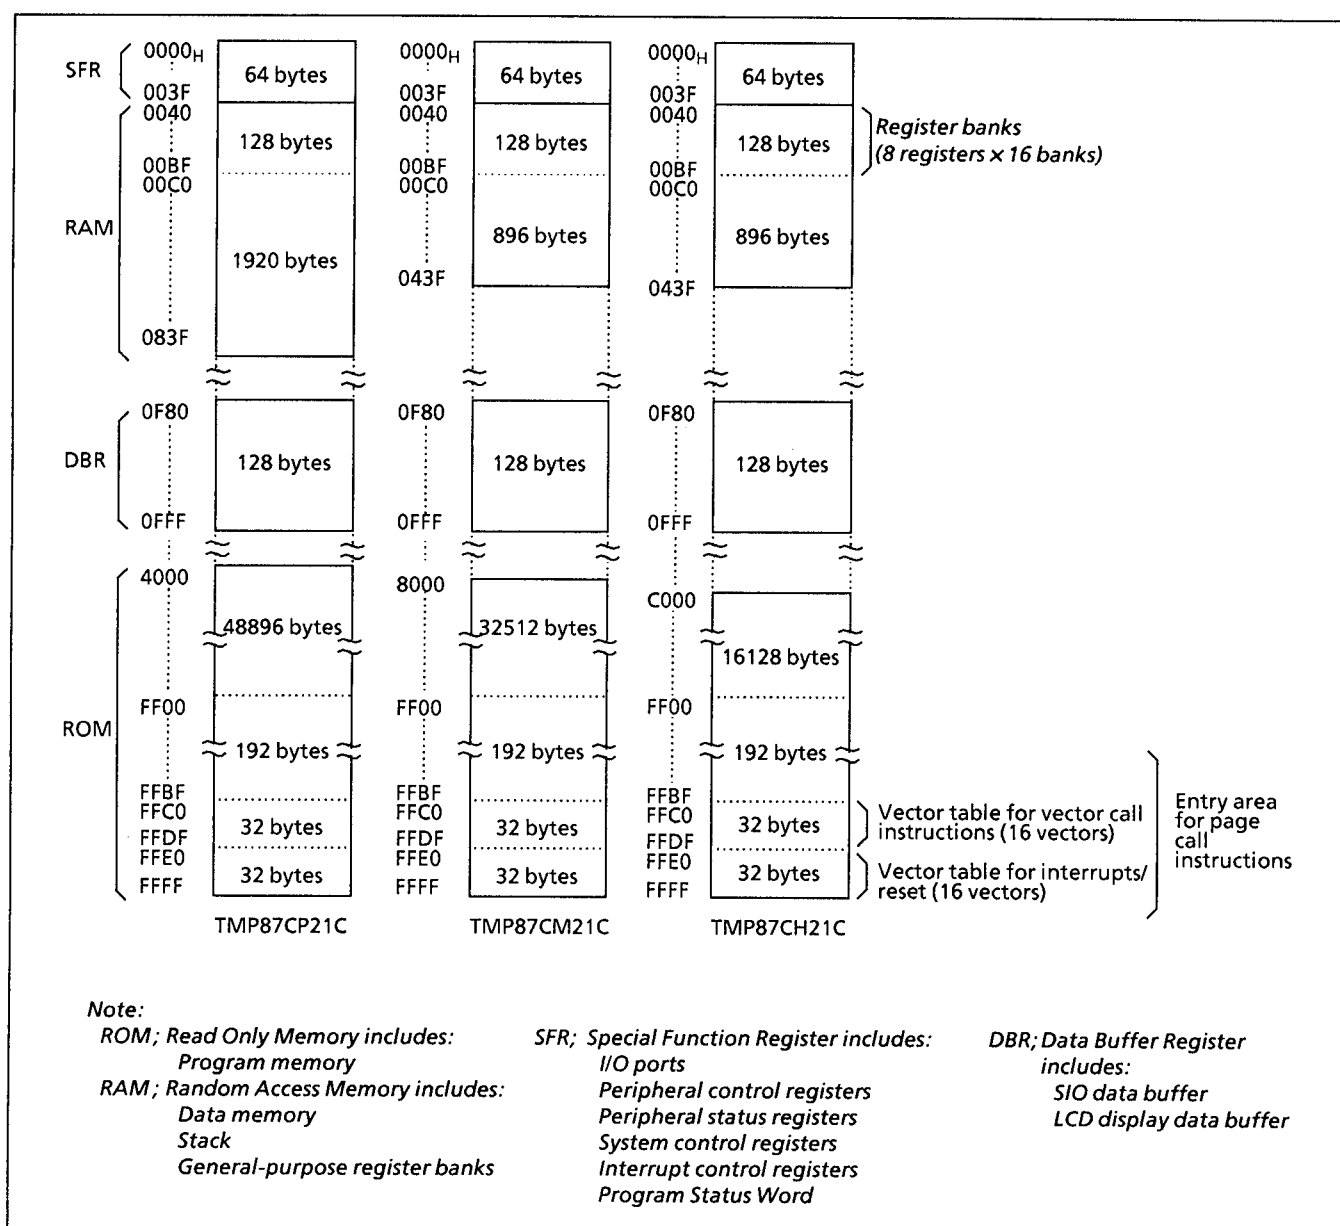 SFR
RAM
DBR
ROM
0000H
003F
0040
00BF
00C0
083F
0F80
0FFF
4000
FF00
FFBF
FFC0
FFDF
FFE0
FFFF
64 bytes
128 bytes
1920 bytes
128 bytes
48896 bytes
192 bytes
32 bytes
32 bytes
TMP87CP21C
0000H
003F
0040
00BF
00C0
043F
0F80
0FFF
8000
FF00
FFBF
FFC0
FFDF
FFE0
FFFF
64 bytes
128 bytes
896 bytes
128 bytes
32512 bytes
192 bytes
32 bytes
32 bytes
TMP87CM21C
0000H
003F
0040
00BF
00C0
043F
0F80
0FFF
C000
FF00
FFBF
FFC0
FFDF
FFE0
FFFF
64 bytes
128 bytes
896 bytes
128 bytes
16128 bytes
192 bytes
32 bytes
32 bytes
TMP87CH21C
Register banks
(8 registers × 16 banks)
Vector table for vector call
instructions (16 vectors)
Vector table for interrupts/
reset (16 vectors)
Entry area
for page
call
instructions
Note:
ROM; Read Only Memory includes:
Program memory
RAM; Random Access Memory includes:
Data memory
Stack
General-purpose register banks
SFR; Special Function Register includes:
I/O ports
Peripheral control registers
Peripheral status registers
System control registers
Interrupt control registers
Program Status Word
DBR; Data Buffer Register
includes:
SIO data buffer
LCD display data buffer